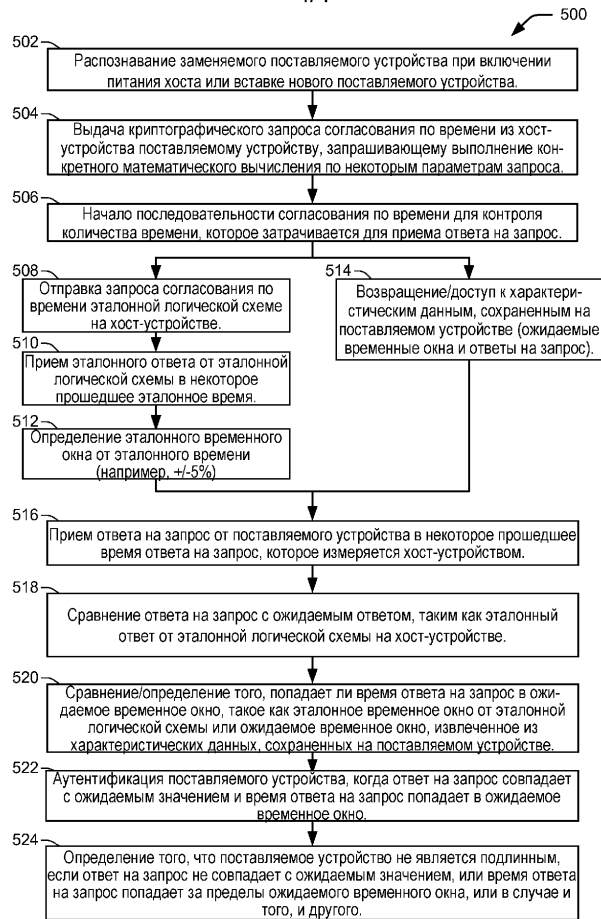 500
502
Распознавание заменяемого поставляемого устройства при включении
питания хоста или вставке нового поставляемого устройства.
504
Выдача криптографического запроса согласования по времени из хост-
устройства поставляемому устройству, запрашивающему выполнение кон-
кретного математического вычисления по некоторым параметрам запроса.
506
Начало последовательности согласования по времени для контроля
количества времени, которое затрачивается для приема ответа на запрос.
508
Отправка запроса согласования по
времени эталонной логической схеме
на хост-устройстве.
510
Прием эталонного ответа от эталонной
логической схемы в некоторое
прошедшее эталонное время.
512
Определение эталонного временного
окна от эталонного времени
(например, +/-5%)
514
Возвращение/доступ к характери-
стическим данным, сохраненным на
поставляемом устройстве (ожидаемые
временные окна и ответы на запрос).
516
Прием ответа на запрос от поставляемого устройства в некоторое прошедшее
время ответа на запрос, которое измеряется хост-устройством.
518
Сравнение ответа на запрос с ожидаемым ответом, таким как эталонный
ответ от эталонной логической схемы на хост-устройстве.
520
Сравнение/определение того, попадает ли время ответа на запрос в ожи-
даемое временное окно, такое как эталонное временное окно от эталонной
логической схемы или ожидаемое временное окно, извлеченное из
характеристических данных, сохраненных на поставляемом устройстве.
522
Аутентификация поставляемого устройства, когда ответ на запрос совпадает
с ожидаемым значением и время ответа на запрос попадает в ожидаемое
временное окно.
524
Определение того, что поставляемое устройство не является подлинным,
если ответ на запрос не совпадает с ожидаемым значением, или время ответа
на запрос попадает за пределы ожидаемого временного окна, или в случае и
того, и другого.